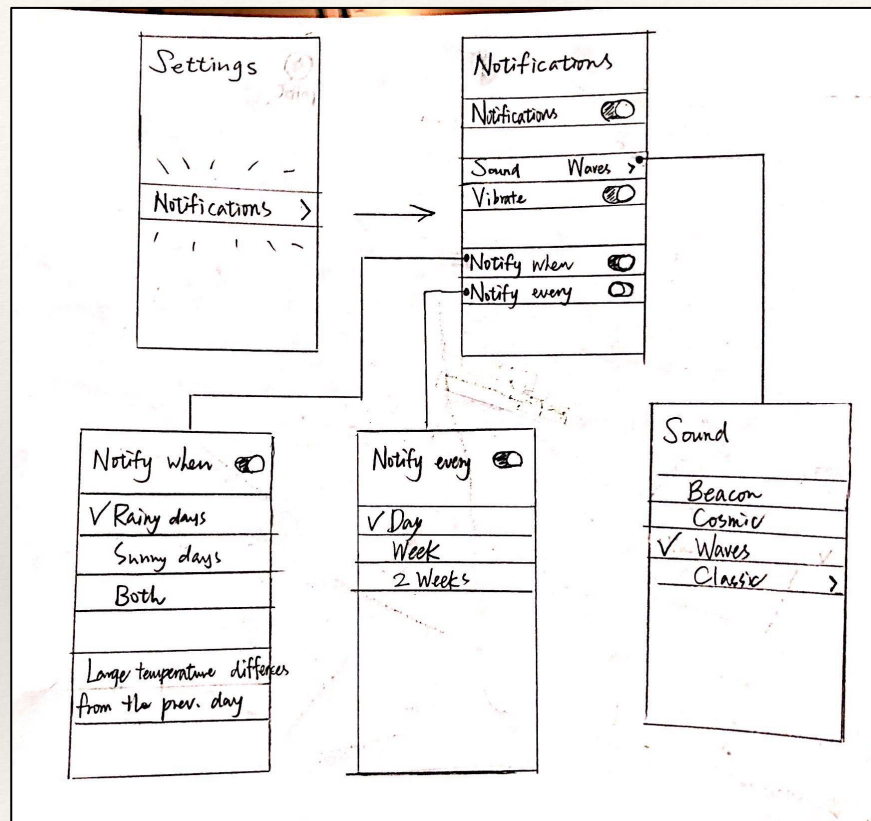 Settings
Notifications >
Notifications
Notifications
Sound Waves >
Vibrate
Notify when
Notify every
Notify when
✓ Rainy days
Sunny days
Both
Large temperature diffences
from the prev. day
Notify every
✓ Day
Week
2 Weeks
Sound
Beacon
Cosmic
✓ Waves
Classic >